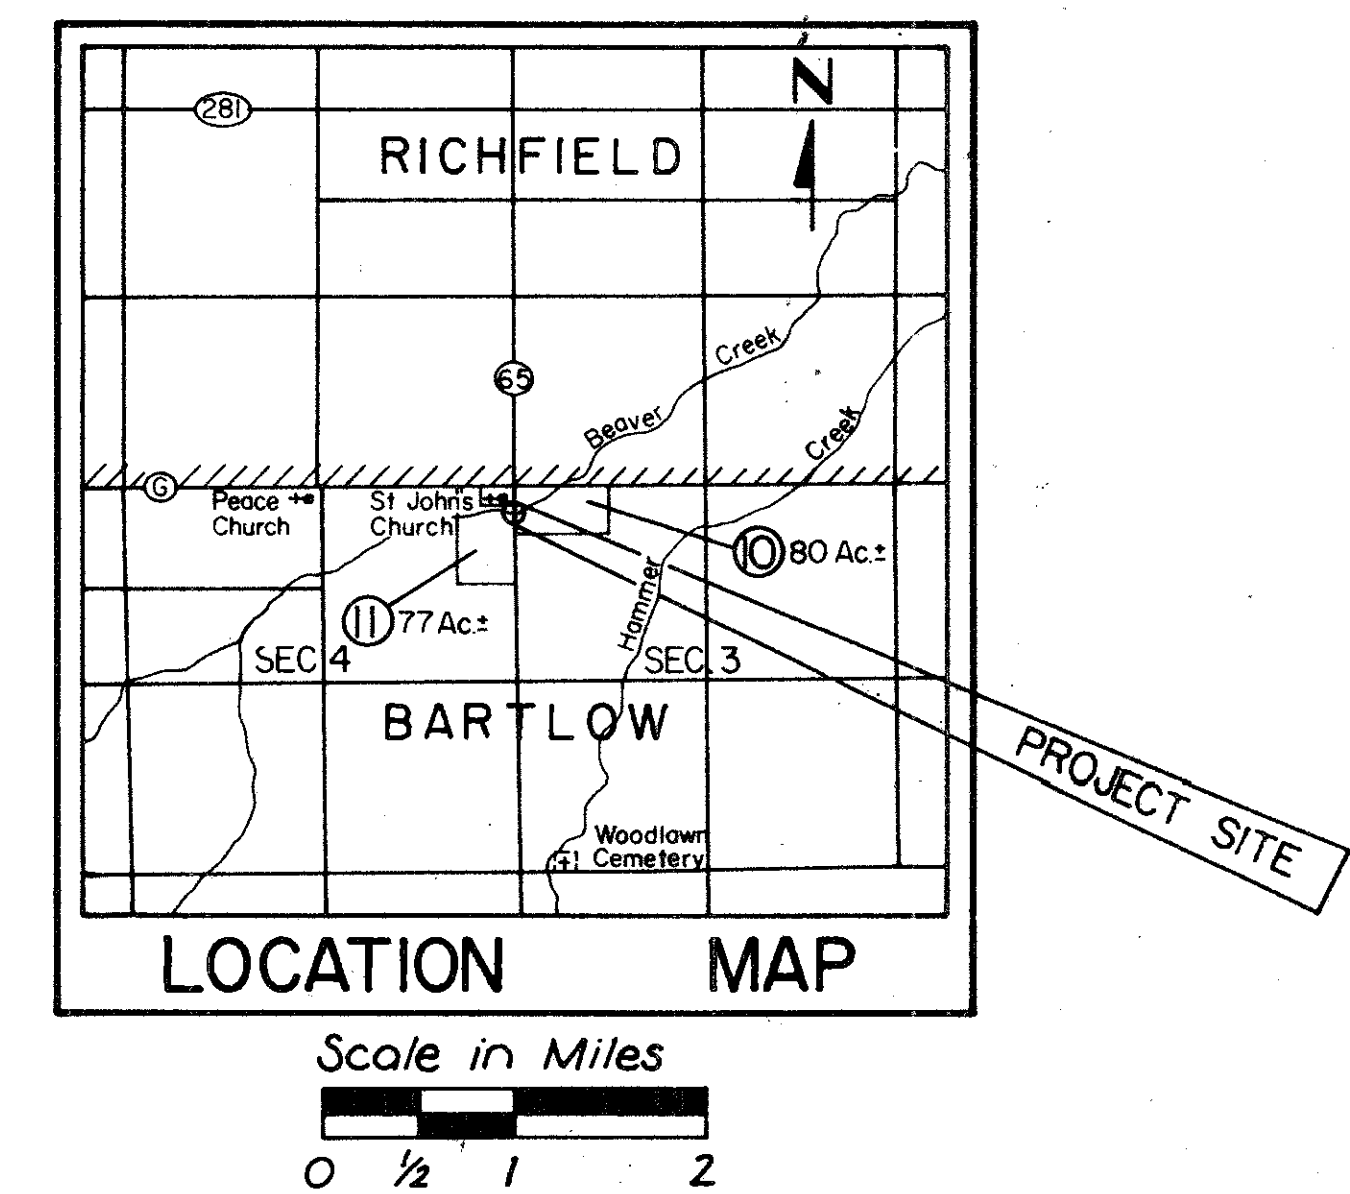 N
281
RICHFIELD
Creek
65
Beaver
Creek
G
Peace
Church
St John's
Church
10 80 Ac.±
Hammer
11 77 Ac.±
SEC 4
SEC. 3
BARTLOW
PROJECT SITE
Woodlawn
Cemetery
LOCATION MAP
Scale in Miles
0 ½ 1 2